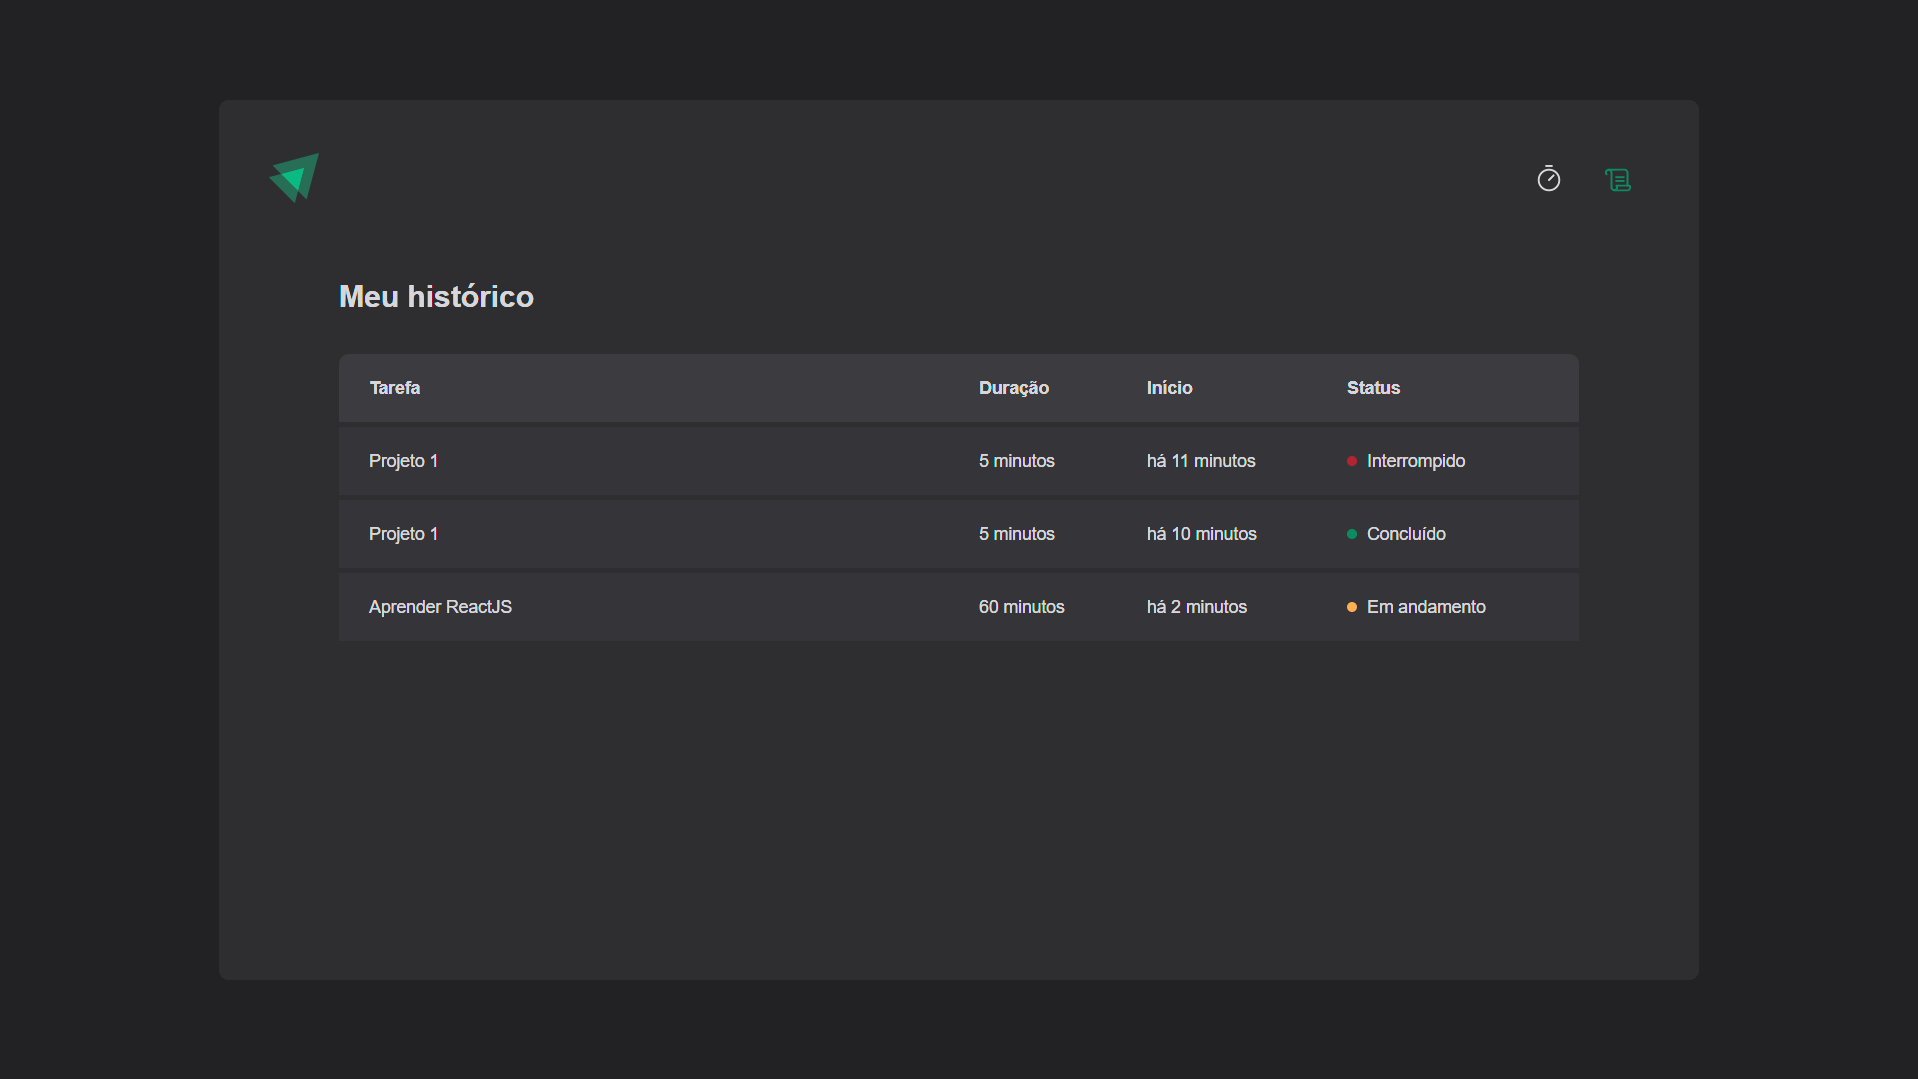 Meu histórico
Tarefa Duração Início Status
Projeto 1 5 minutos há 11 minutos Interrompido
Projeto 1 5 minutos há 10 minutos Concluído
Aprender ReactJS 60 minutos há 2 minutos Em andamento